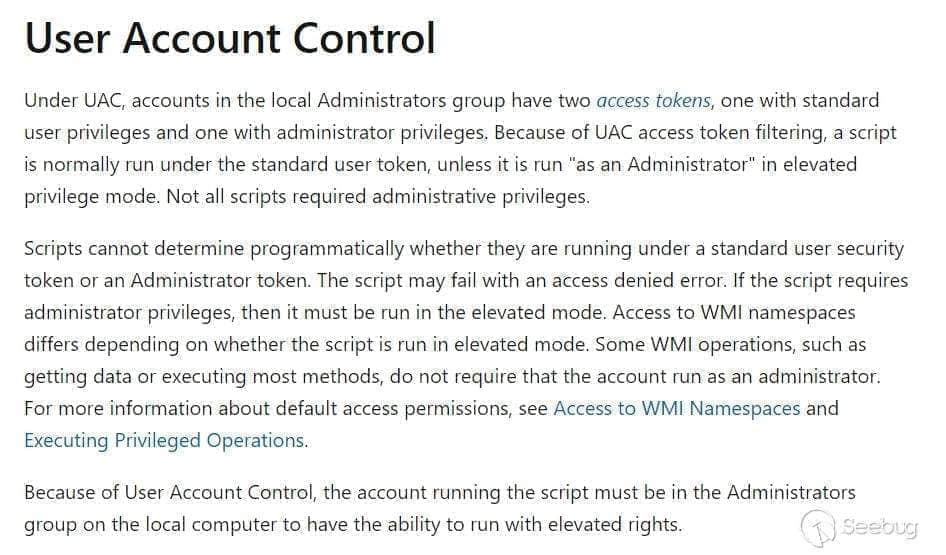 User Account Control
Under UAC, accounts in the local Administrators group have two access tokens, one with standard
user privileges and one with administrator privileges. Because of UAC access token filtering, a script
is normally run under the standard user token, unless it is run "as an Administrator" in elevated
privilege mode. Not all scripts required administrative privileges.
Scripts cannot determine programmatically whether they are running under a standard user security
token or an Administrator token. The script may fail with an access denied error. If the script requires
administrator privileges, then it must be run in the elevated mode. Access to WMI namespaces
differs depending on whether the script is run in elevated mode. Some WMI operations, such as
getting data or executing most methods, do not require that the account run as an administrator.
For more information about default access permissions, see Access to WMI Namespaces and
Executing Privileged Operations.
Because of User Account Control, the account running the script must be in the Administrators
group on the local computer to have the ability to run with elevated rights.
Seebug